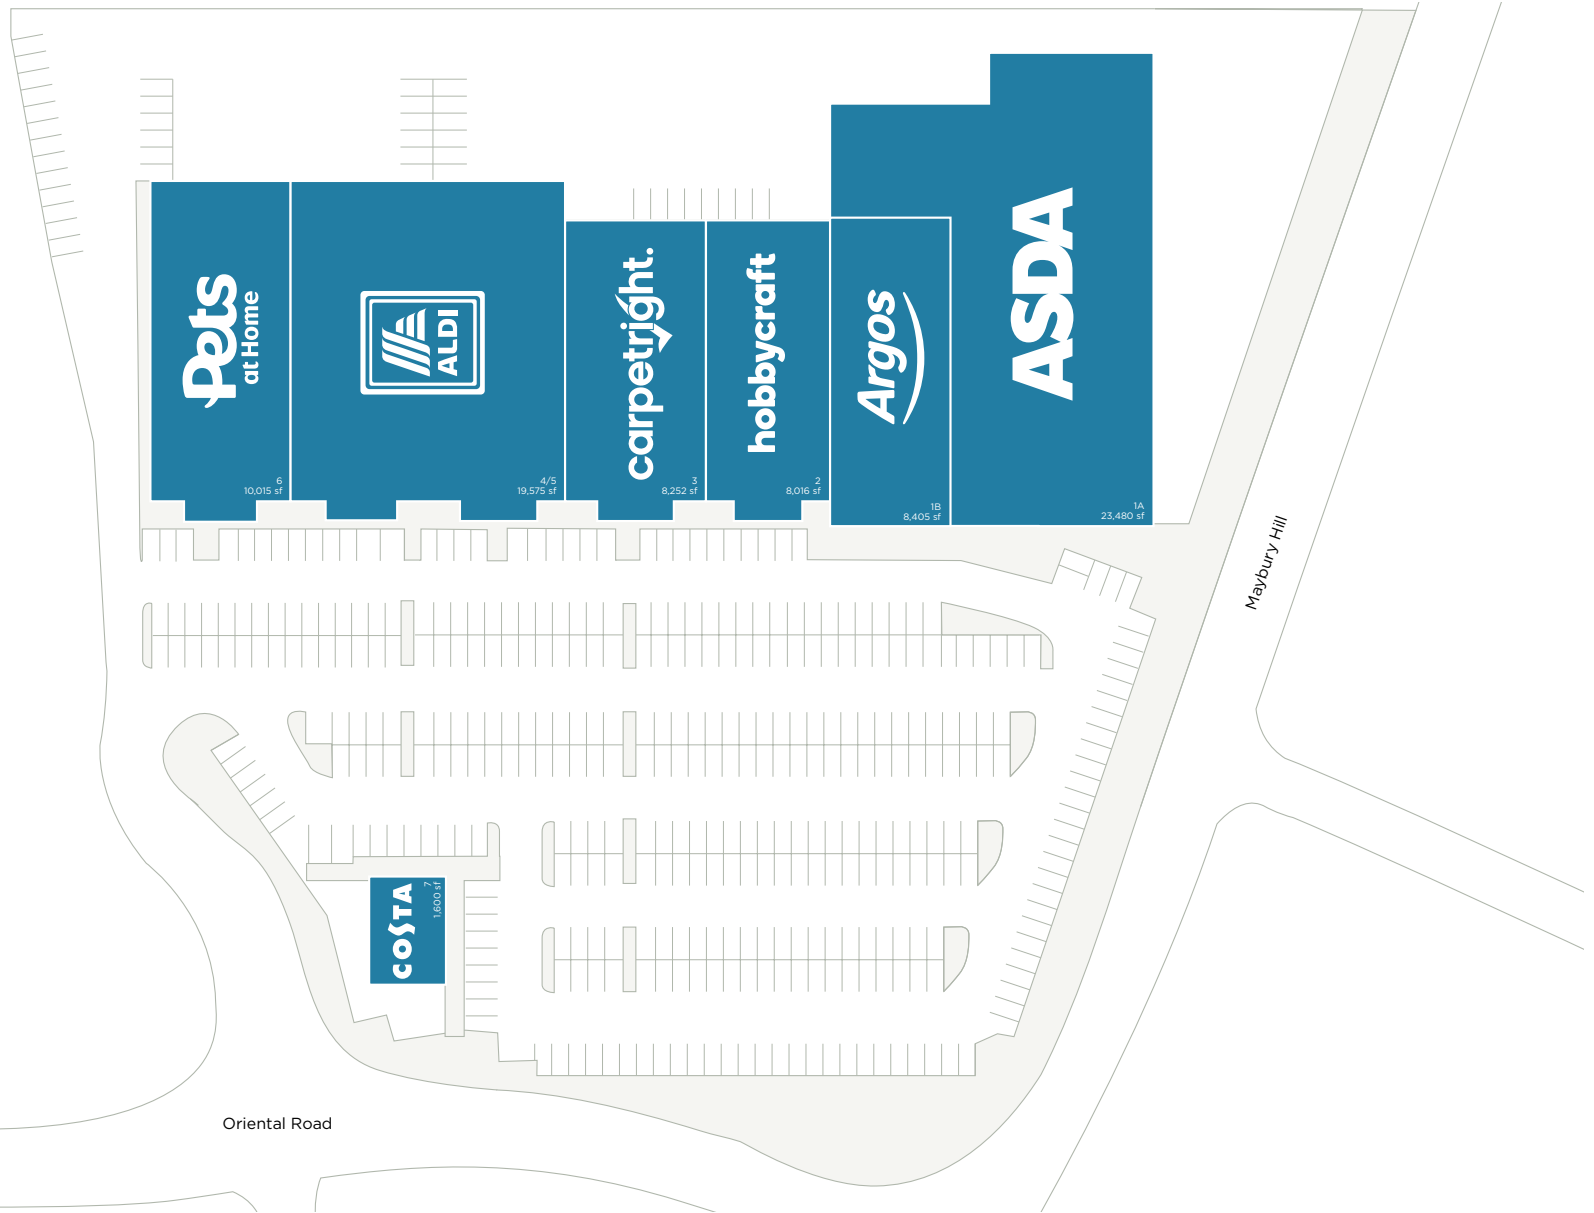 Pets
at Home
6
10,015 sf
ALDI
4/5
19,575 sf
carpetright.
3
8,252 sf
hobbycraft
2
8,016 sf
Argos
1B
8,405 sf
ASDA
1A
23,480 sf
Maybury Hill
COSTA
7
1,600 sf
Oriental Road